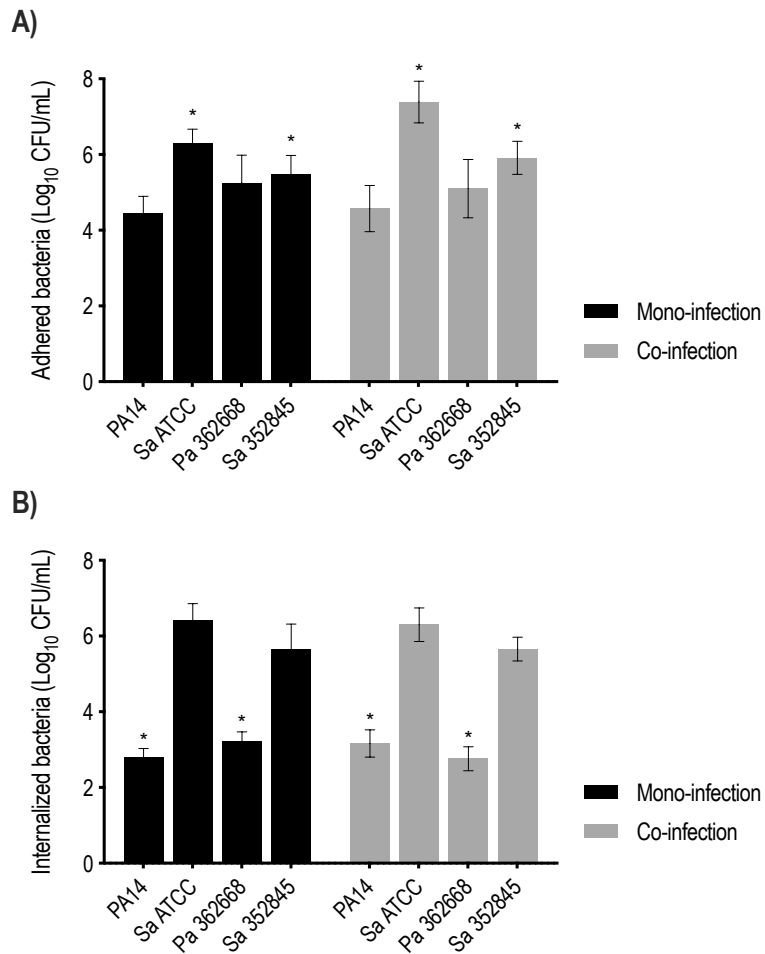 A)
Adhered bacteria (Log10 CFU/mL)
8
6
4
2
0
*
*
*
*
PA14
Sa ATCC
Pa 362668
Sa 352845
PA14
Sa ATCC
Pa 362668
Sa 352845
Mono-infection
Co-infection
B)
Internalized bacteria (Log10 CFU/mL)
8
6
4
2
0
*
*
*
*
PA14
Sa ATCC
Pa 362668
Sa 352845
PA14
Sa ATCC
Pa 362668
Sa 352845
Mono-infection
Co-infection